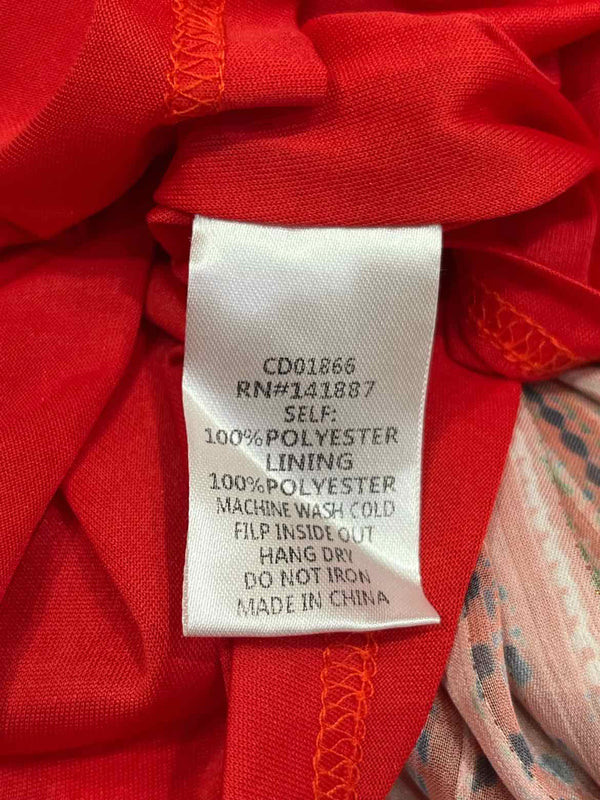 CD01866
RN#141887
SELF:
100%POLYESTER
LINING
100%POLYESTER
MACHINE WASH COLD
FILP INSIDE OUT
HANG DRY
DO NOT IRON
MADE IN CHINA